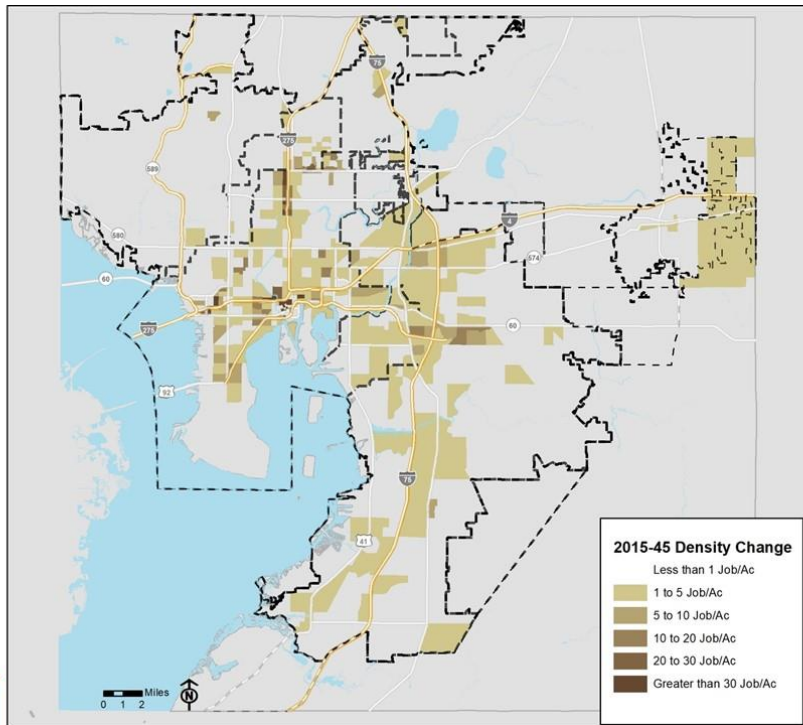 75
275
589
4
580
574
60
60
275
92
75
41
2015-45 Density Change
Less than 1 Job/Ac
1 to 5 Job/Ac
5 to 10 Job/Ac
10 to 20 Job/Ac
20 to 30 Job/Ac
Greater than 30 Job/Ac
Miles
0 1 2
N